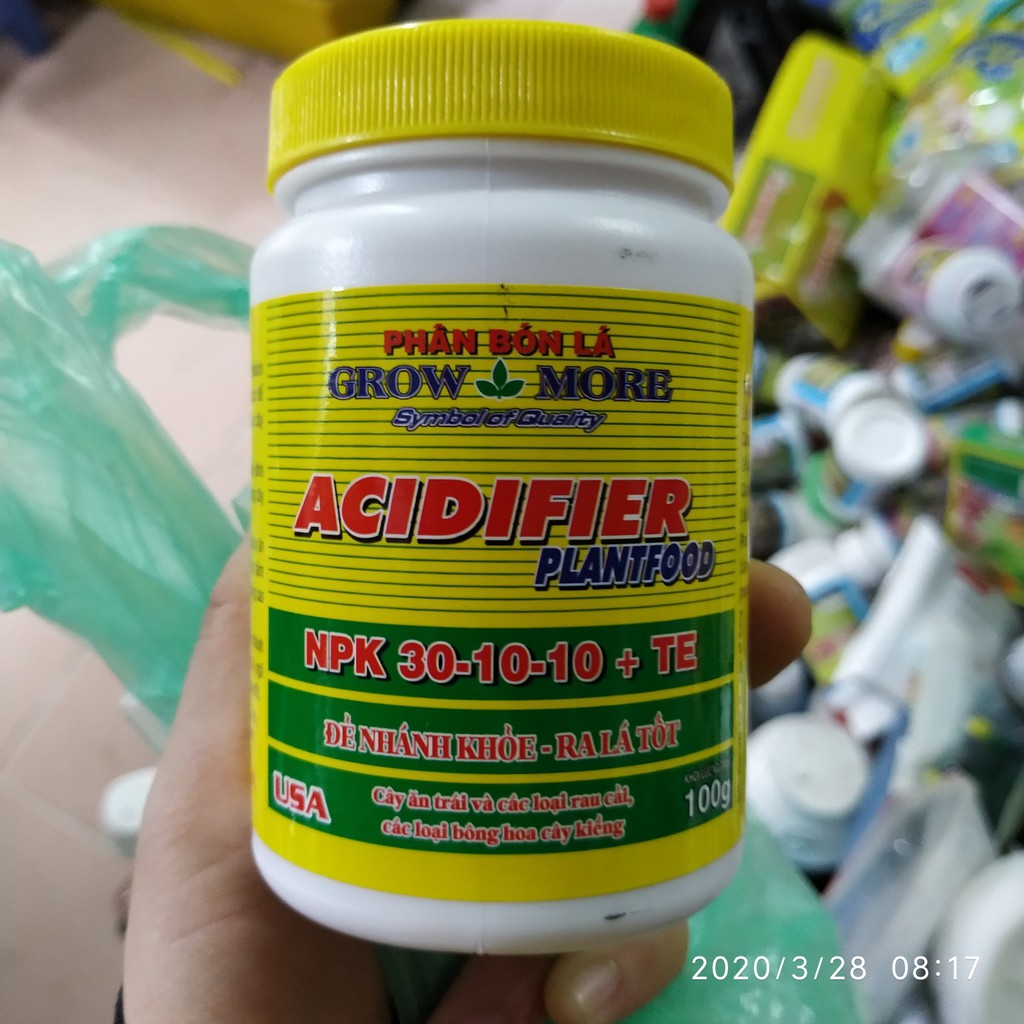 PHÂN BÓN LÁ
GROW MORE
Symbol of Quality
ACIDIFIER
PLANTFOOD
NPK 30-10-10 + TE
ĐẺ NHÁNH KHỎE - RA LÁ TỐT
USA
Cây ăn trái và các loại rau cải,
các loại bông hoa cây kiểng
100g
2020/3/28 08:17